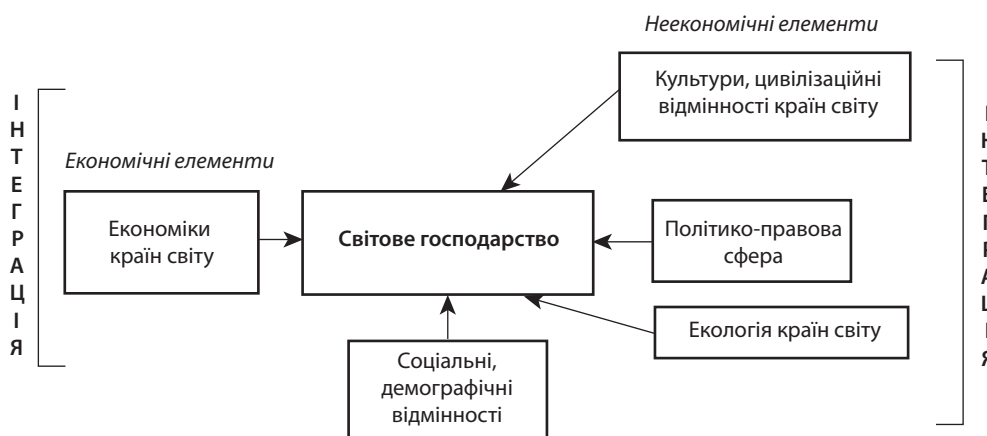 Неекономічні елементи
Культури, цивілізаційні
відмінності країн світу
І
Н
Т
Е
Г
Р
А
Ц
І
Я
Економічні елементи
Економіки
країн світу
Світове господарство
Політико-правова
сфера
Екологія країн світу
Соціальні,
демографічні
відмінності